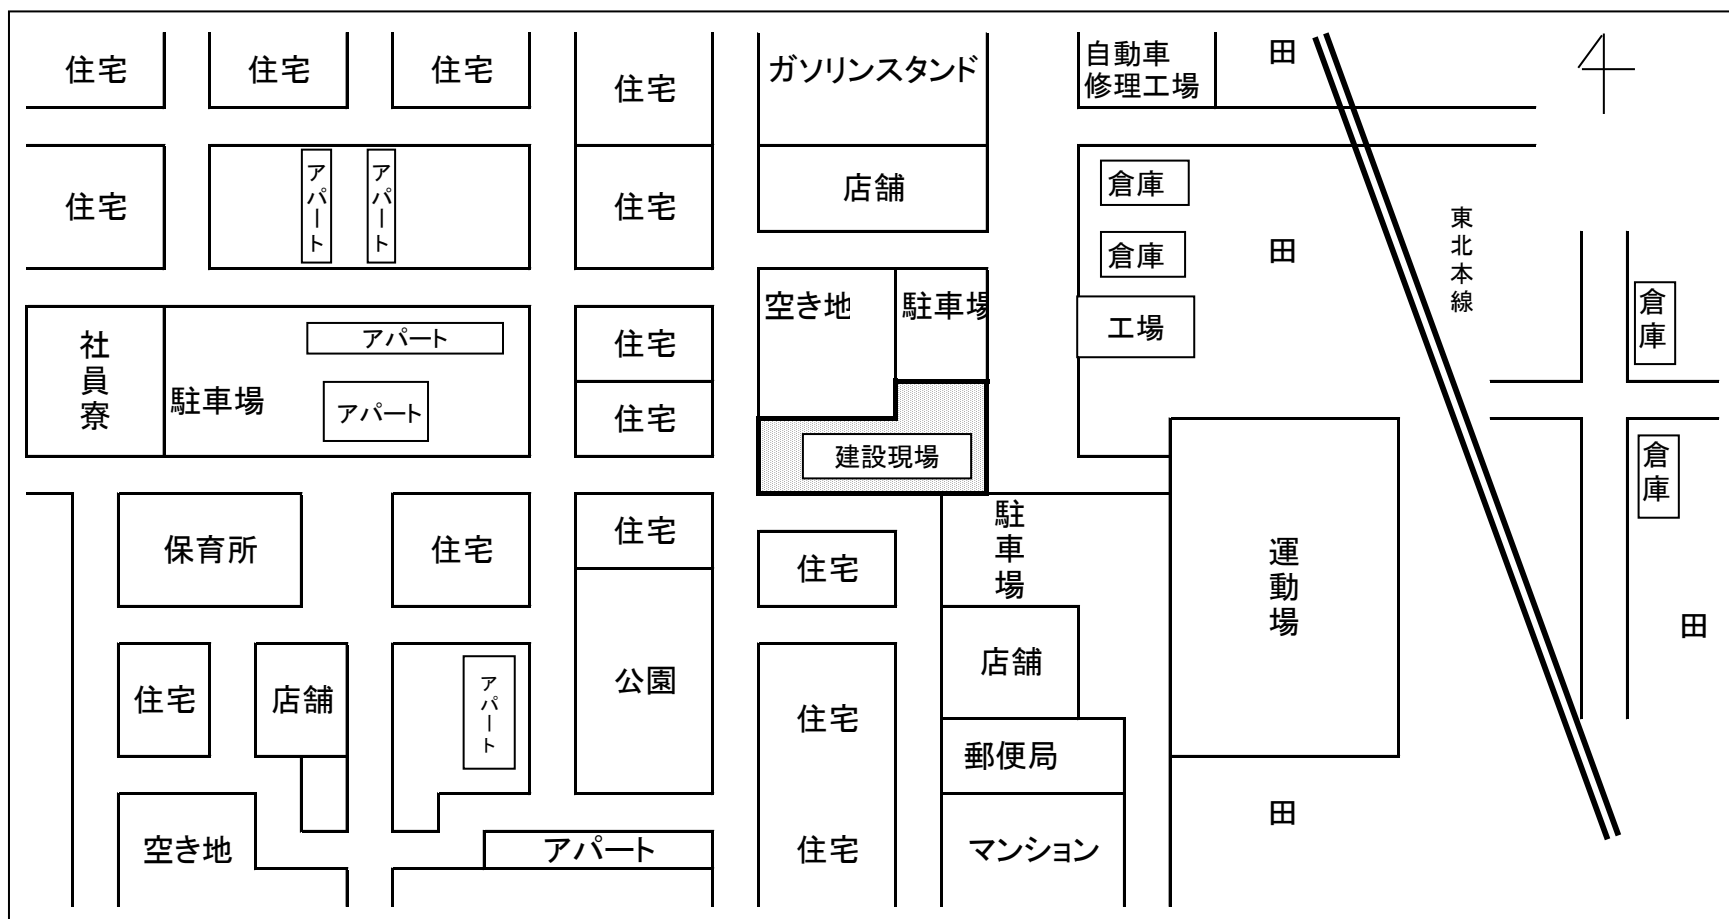 住宅
住宅
住宅
住宅
ガソリンスタンド
自動車
修理工場
田
住宅
アパート
アパート
住宅
店舗
倉庫
倉庫
田
東北本線
社員寮
駐車場
アパート
アパート
住宅
住宅
空き地
駐車場
工場
倉庫
建設現場
倉庫
保育所
住宅
住宅
住宅
駐車場
運動場
田
住宅
店舗
アパート
公園
住宅
店舗
郵便局
空き地
アパート
住宅
マンション
田